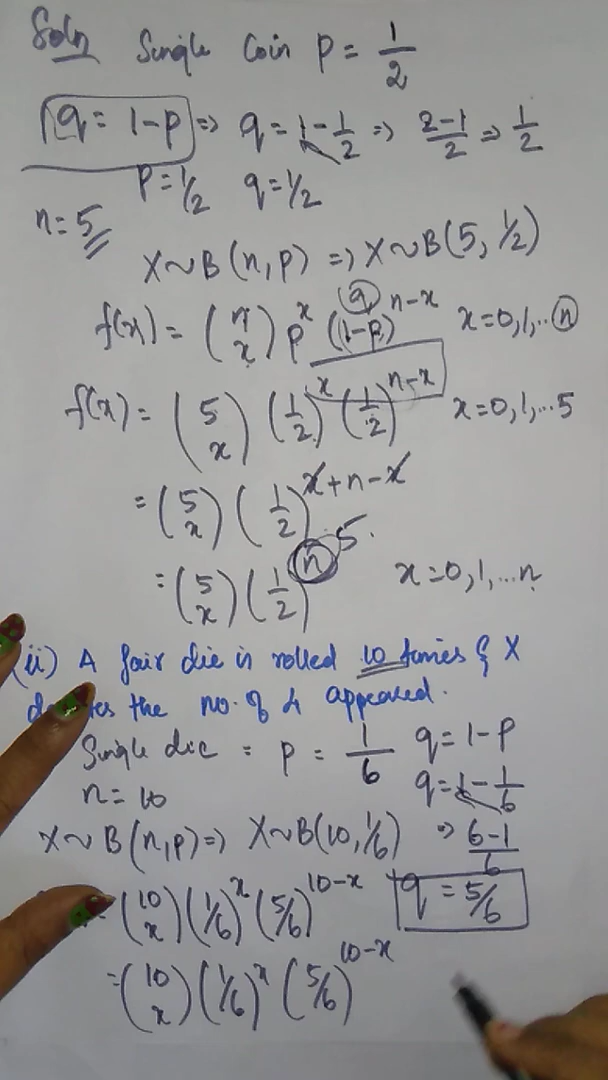 Soln Single Coin P = 1/2
q = 1-p => q = 1-1/2 => 2-1/2 => 1/2
P = 1/2 q = 1/2
n = 5
X~B(n,p) => X~B(5, 1/2)
f(x) = (n x) p^x (1-p)^n-x q x=0,1,..n
f(x) = (5 x) (1/2)^x (1/2)^n-x x=0,1,...5
= (5 x) (1/2)^x+n-x
= (5 x) (1/2)^n 5. x=0,1,...n
(ii) A fair die is rolled 10 times & X
the no. of 4 appeared.
Single die = P = 1/6 q = 1-P
n = 10 q = 1-1/6
X~B(n,p) => X~B(10, 1/6) => 6-1/6
(10 x) (1/6)^x (5/6)^10-x q = 5/6
= (10 x) (1/6)^x (5/6)^10-x